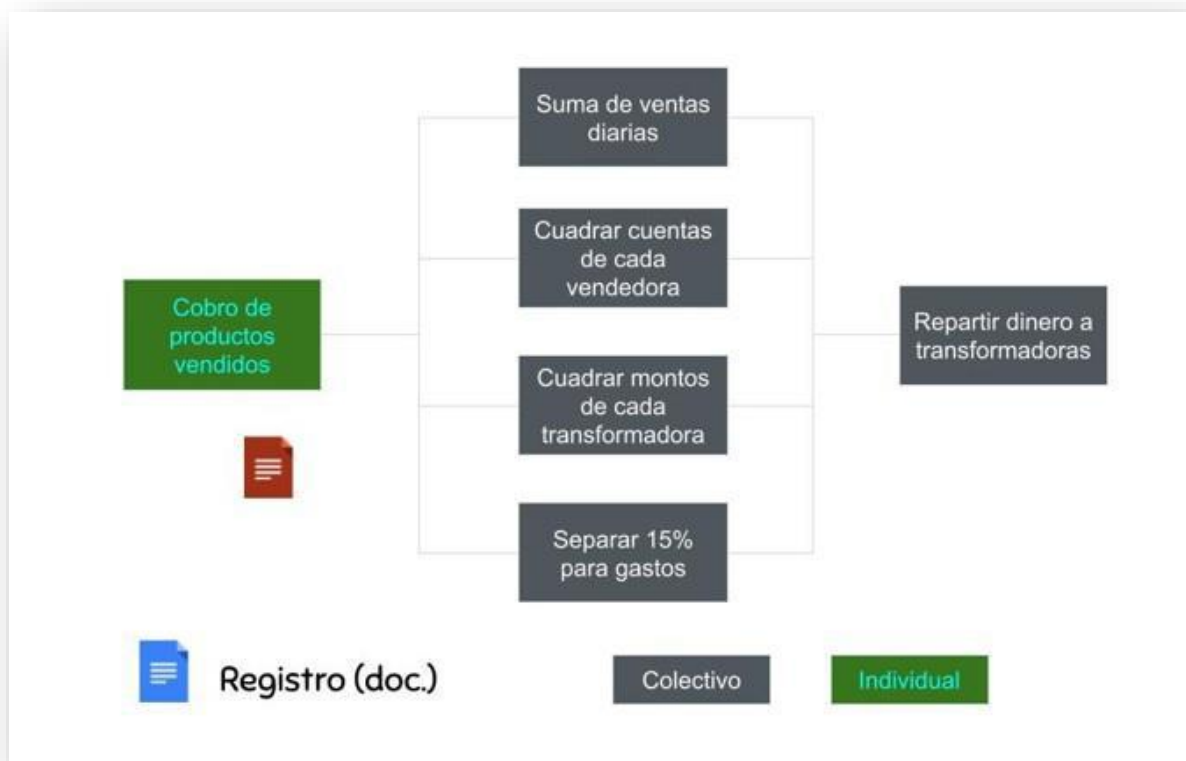 Suma de ventas
diarias
Cuadrar cuentas
de cada
vendedora
Cobro de
productos
vendidos
Repartir dinero a
transformadoras
Cuadrar montos
de cada
transformadora
Separar 15%
para gastos
Registro (doc.)
Colectivo
Individual